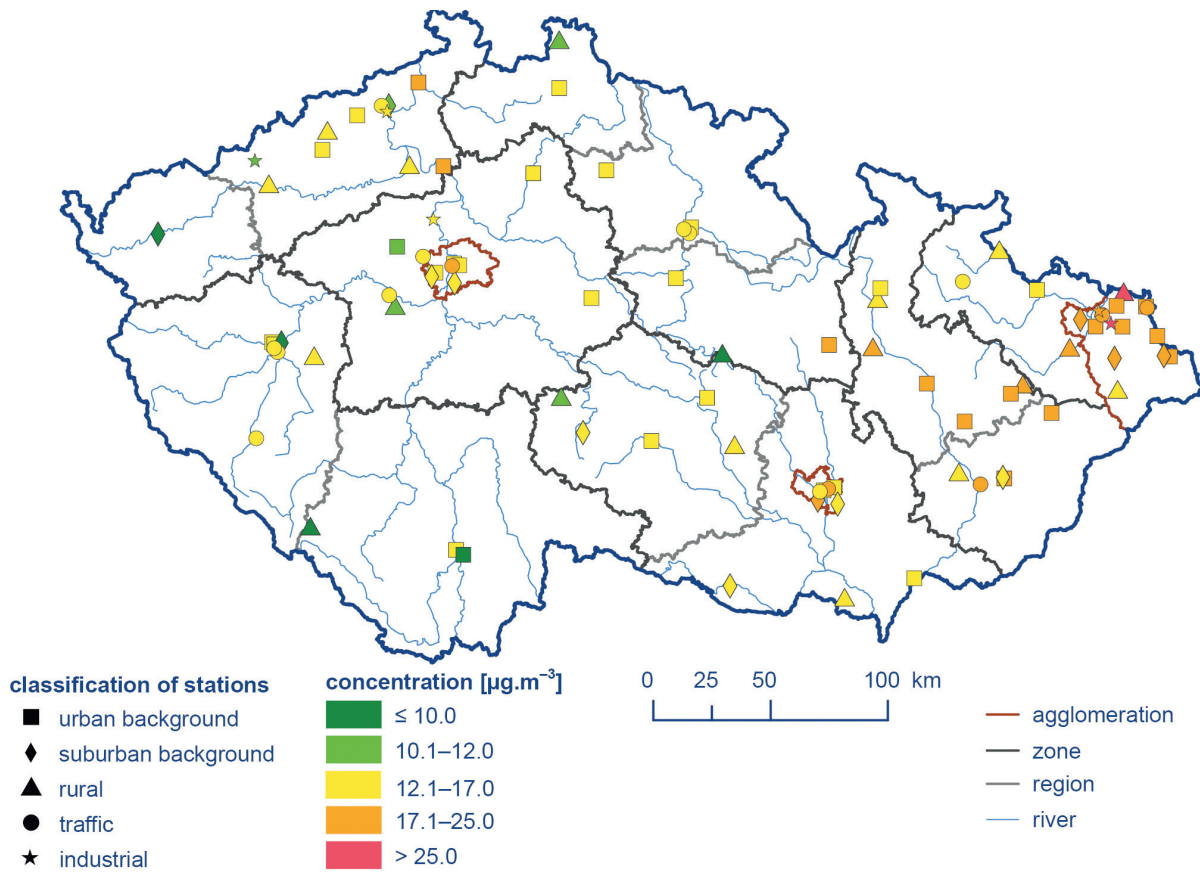 classification of stations
urban background
suburban background
rural
traffic
industrial
concentration [µg.m⁻³]
≤ 10.0
10.1–12.0
12.1–17.0
17.1–25.0
> 25.0
0 25 50 100 km
agglomeration
zone
region
river